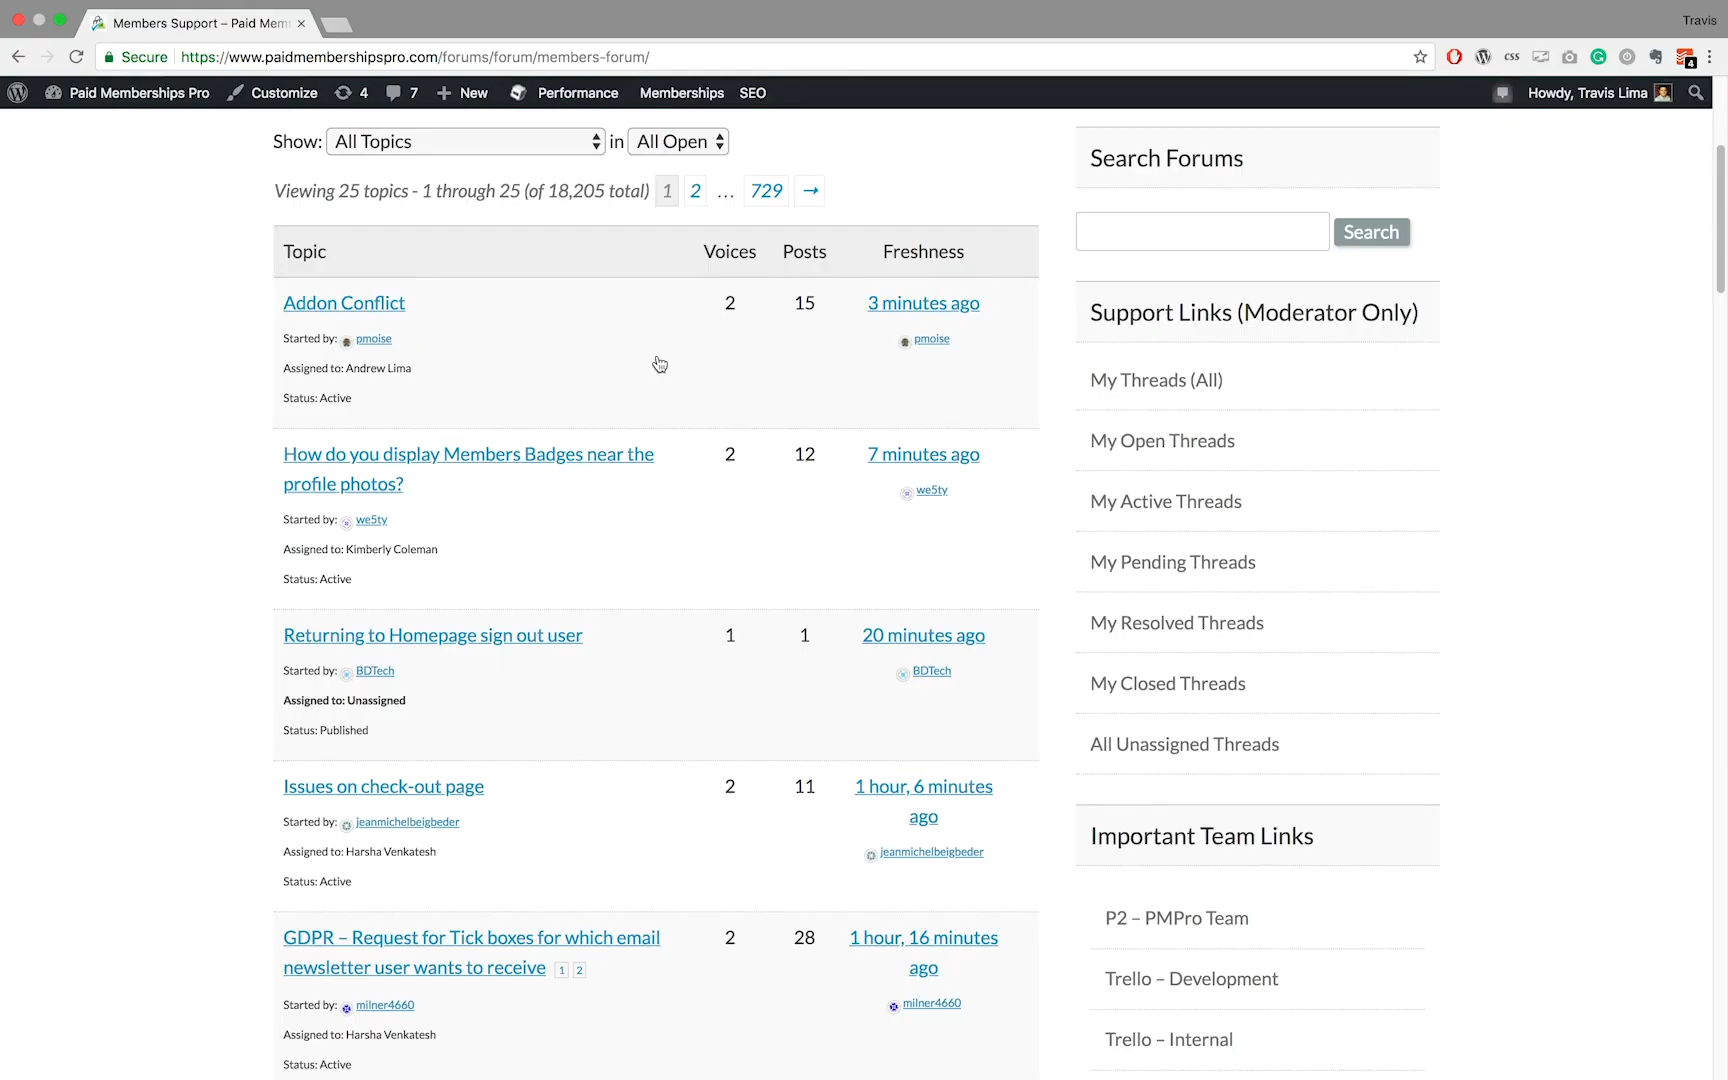 Members Support – Paid Mem
Travis
Secure
https://www.paidmembershipspro.com/forums/forum/members-forum/
css
4
Paid Memberships Pro
Customize
4
7
New
Performance
Memberships
SEO
Howdy, Travis Lima
Show: All Topics in All Open
Viewing 25 topics - 1 through 25 (of 18,205 total) 1 2 … 729 →
Topic Voices Posts Freshness
Addon Conflict 2 15 3 minutes ago
Started by: pmoise pmoise
Assigned to: Andrew Lima
Status: Active
How do you display Members Badges near the 2 12 7 minutes ago
profile photos? we5ty
Started by: we5ty
Assigned to: Kimberly Coleman
Status: Active
Returning to Homepage sign out user 1 1 20 minutes ago
Started by: BDTech BDTech
Assigned to: Unassigned
Status: Published
Issues on check-out page 2 11 1 hour, 6 minutes
ago
Started by: jeanmichelbeigbeder
Assigned to: Harsha Venkatesh jeanmichelbeigbeder
Status: Active
GDPR – Request for Tick boxes for which email 2 28 1 hour, 16 minutes
newsletter user wants to receive 1 2 ago
Started by: milner4660 milner4660
Assigned to: Harsha Venkatesh
Status: Active
Search Forums
Search
Support Links (Moderator Only)
My Threads (All)
My Open Threads
My Active Threads
My Pending Threads
My Resolved Threads
My Closed Threads
All Unassigned Threads
Important Team Links
P2 – PMPro Team
Trello – Development
Trello – Internal